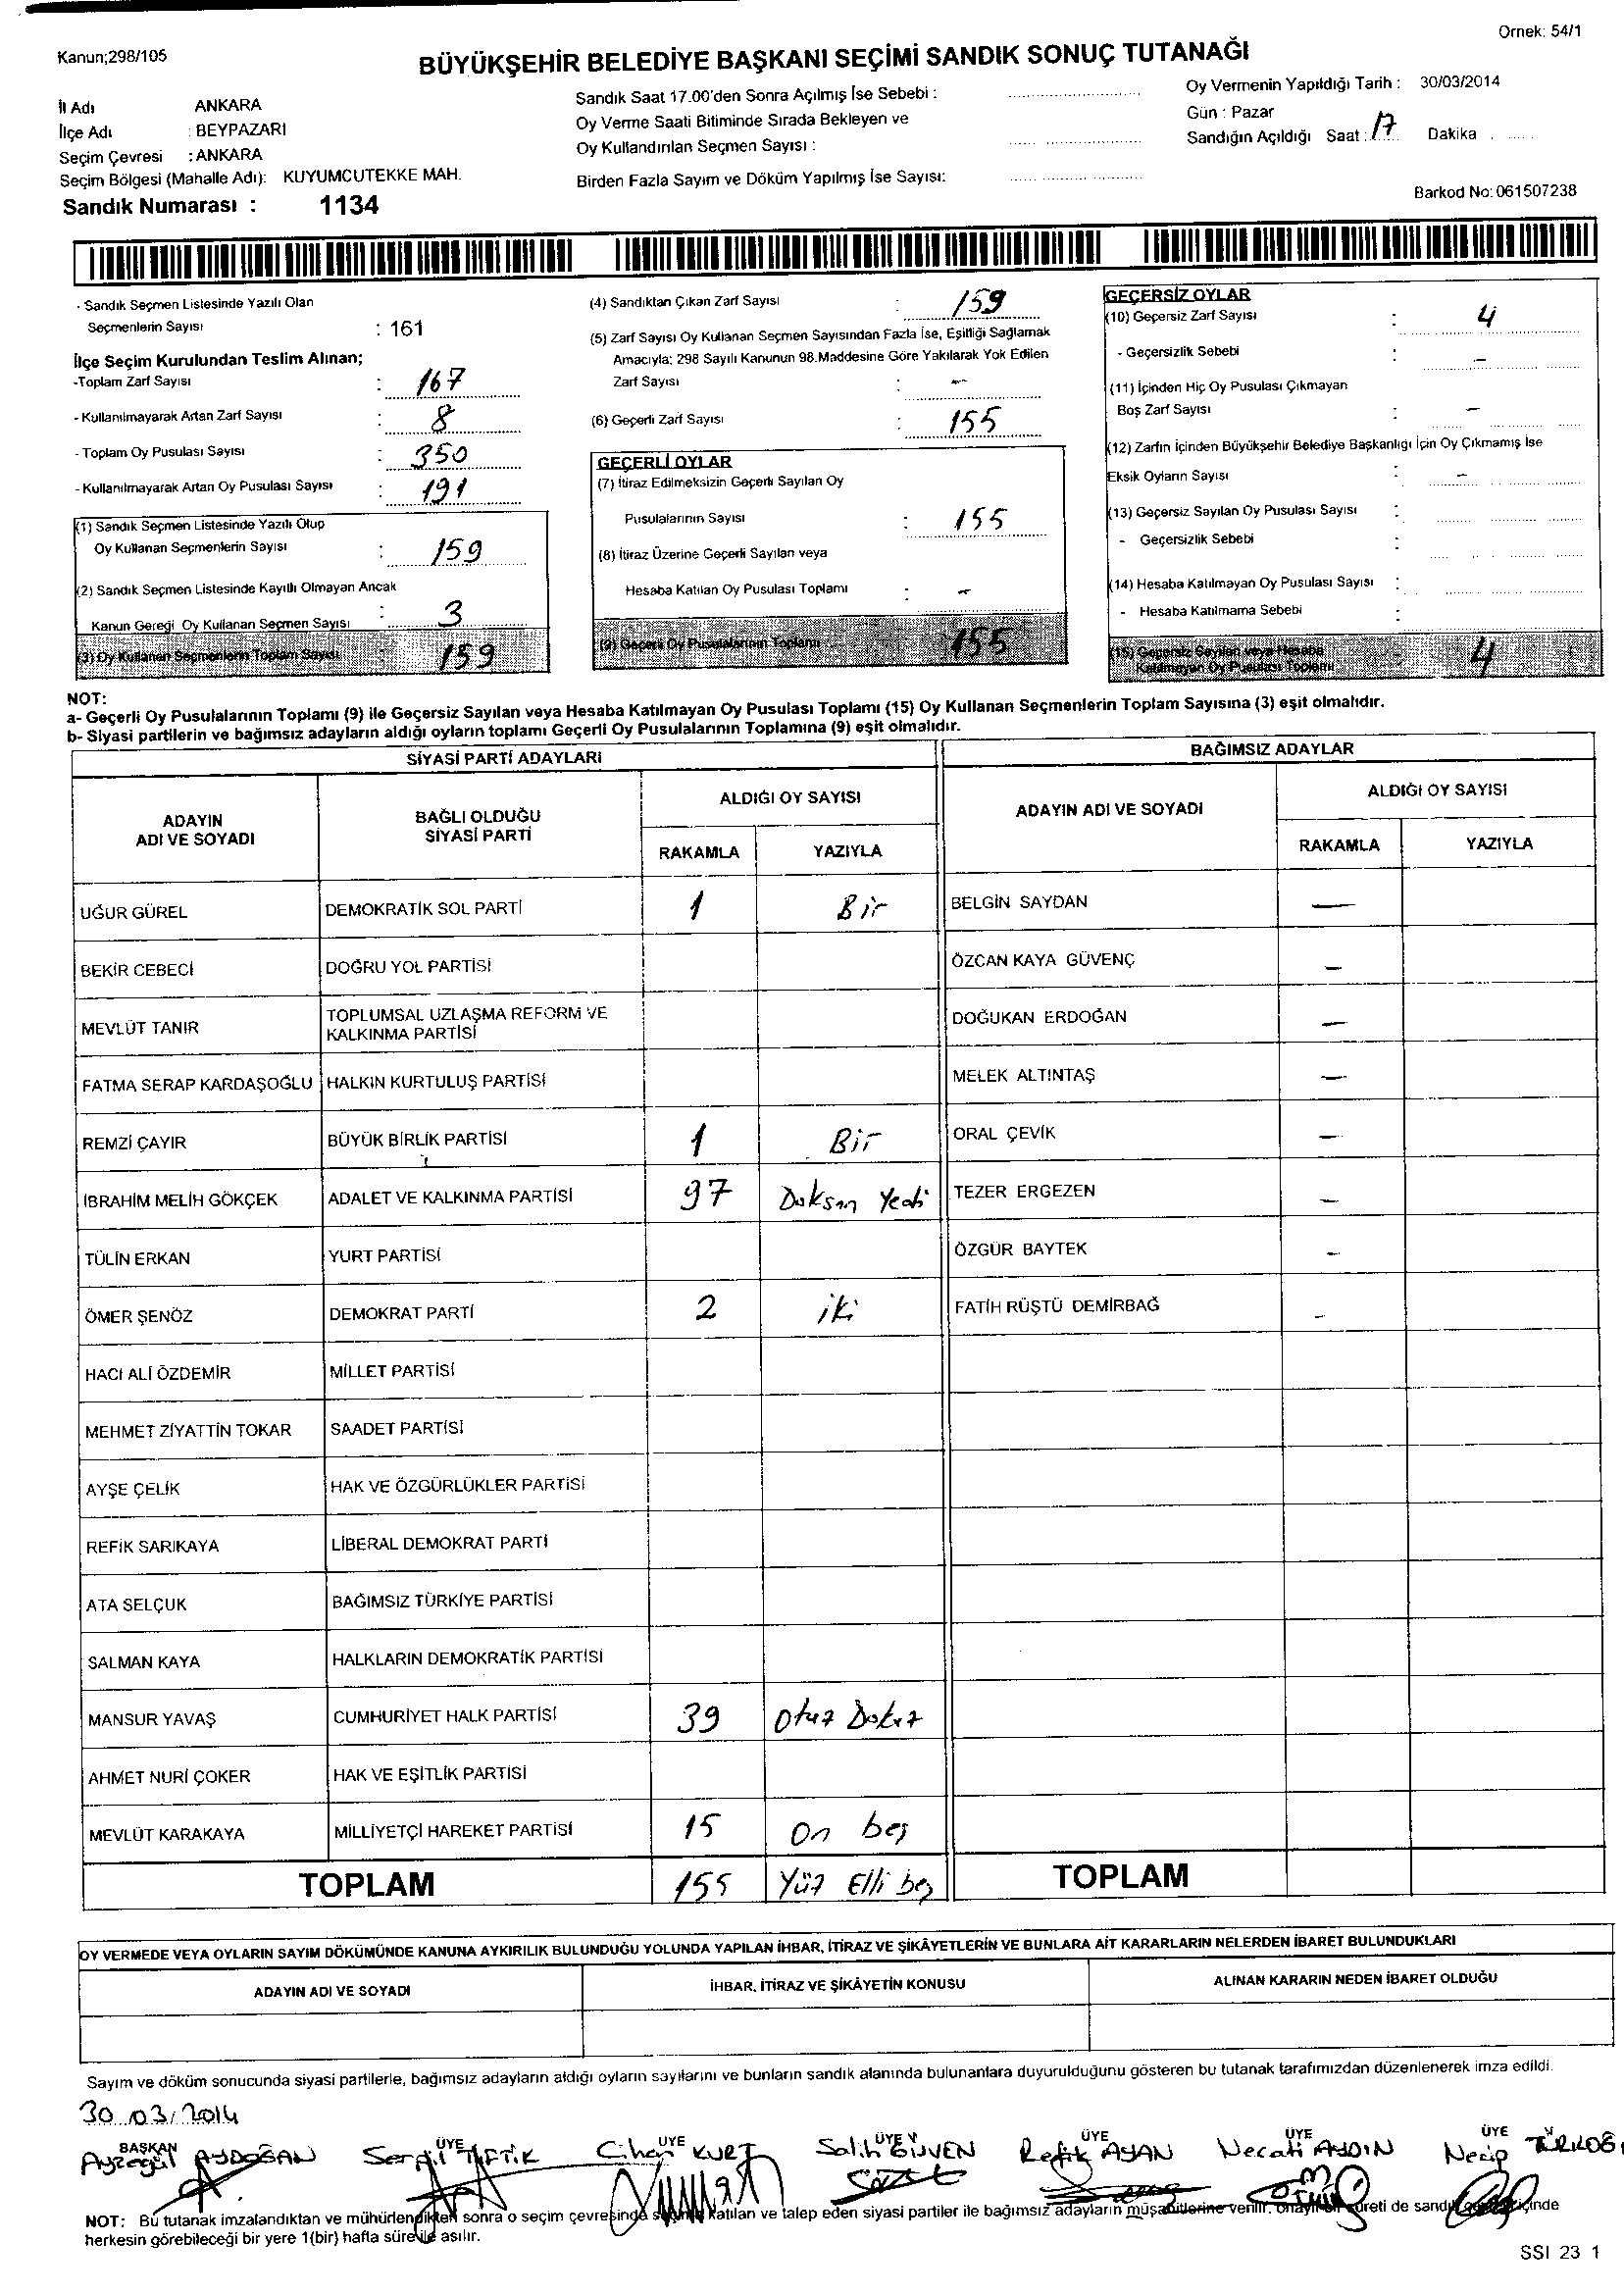 Ornek: 54/1
Kanun;298/105
BÜYÜKŞEHİR BELEDİYE BAŞKANI SEÇİMİ SANDIK SONUÇ TUTANAĞI
İl Adı ANKARA
İlçe Adı : BEYPAZARI
Seçim Çevresi : ANKARA
Seçim Bölgesi (Mahalle Adı): KUYUMCUTEKKE MAH.
Sandık Numarası : 1134
Sandık Saat 17.00'den Sonra Açılmış İse Sebebi :
Oy Verme Saati Bitiminde Sırada Bekleyen ve
Oy Kullandırılan Seçmen Sayısı :
Birden Fazla Sayım ve Döküm Yapılmış İse Sayısı:
Oy Vermenin Yapıldığı Tarih : 30/03/2014
Gün : Pazar
Sandığın Açıldığı Saat : 17 Dakika
Barkod No: 061507238
- Sandık Seçmen Listesinde Yazılı Olan
Seçmenlerin Sayısı : 161
İlçe Seçim Kurulundan Teslim Alınan;
-Toplam Zarf Sayısı : 167
- Kullanılmayarak Artan Zarf Sayısı : 8
- Toplam Oy Pusulası Sayısı : 350
- Kullanılmayarak Artan Oy Pusulası Sayısı : 191
(1) Sandık Seçmen Listesinde Yazılı Olup
Oy Kullanan Seçmenlerin Sayısı : 159
(2) Sandık Seçmen Listesinde Kayıtlı Olmayan Ancak
Kanun Gereği Oy Kullanan Seçmen Sayısı : 3
(3) Oy Kullanan Seçmenlerin Toplam Sayısı : 159
(4) Sandıktan Çıkan Zarf Sayısı : 159
(5) Zarf Sayısı Oy Kullanan Seçmen Sayısından Fazla İse, Eşitliği Sağlamak
Amacıyla; 298 Sayılı Kanunun 98.Maddesine Göre Yakılarak Yok Edilen
Zarf Sayısı : -
(6) Geçerli Zarf Sayısı : 155
GEÇERLİ OYLAR
(7) İtiraz Edilmeksizin Geçerli Sayılan Oy
Pusulalarının Sayısı : 155
(8) İtiraz Üzerine Geçerli Sayılan veya
Hesaba Katılan Oy Pusulası Toplamı : -
(9) Geçerli Oy Pusulalarının Toplamı : 155
GEÇERSİZ OYLAR
(10) Geçersiz Zarf Sayısı : 4
- Geçersizlik Sebebi : -
(11) İçinden Hiç Oy Pusulası Çıkmayan
Boş Zarf Sayısı : -
(12) Zarfın İçinden Büyükşehir Belediye Başkanlığı İçin Oy Çıkmamış İse
Eksik Oyların Sayısı : -
(13) Geçersiz Sayılan Oy Pusulası Sayısı :
- Geçersizlik Sebebi :
(14) Hesaba Katılmayan Oy Pusulası Sayısı :
- Hesaba Katılmama Sebebi :
(15) Geçersiz Sayılan veya Hesaba
Katılmayan Oy Pusulası Toplamı 4
NOT:
a- Geçerli Oy Pusulalarının Toplamı (9) ile Geçersiz Sayılan veya Hesaba Katılmayan Oy Pusulası Toplamı (15) Oy Kullanan Seçmenlerin Toplam Sayısına (3) eşit olmalıdır.
b- Siyasi partilerin ve bağımsız adayların aldığı oyların toplamı Geçerli Oy Pusulalarının Toplamına (9) eşit olmalıdır.
SİYASİ PARTİ ADAYLARI BAĞIMSIZ ADAYLAR
ADAYIN ADI VE SOYADI BAĞLI OLDUĞU SİYASİ PARTİ ALDIĞI OY SAYISI ADAYIN ADI VE SOYADI ALDIĞI OY SAYISI
RAKAMLA YAZIYLA RAKAMLA YAZIYLA
UĞUR GÜREL DEMOKRATİK SOL PARTİ 1 Bir BELGİN SAYDAN -
BEKİR CEBECİ DOĞRU YOL PARTİSİ ÖZCAN KAYA GÜVENÇ -
MEVLÜT TANIR TOPLUMSAL UZLAŞMA REFORM VE KALKINMA PARTİSİ DOĞUKAN ERDOĞAN -
FATMA SERAP KARDAŞOĞLU HALKIN KURTULUŞ PARTİSİ MELEK ALTINTAŞ -
REMZİ ÇAYIR BÜYÜK BİRLİK PARTİSİ 1 Bir ORAL ÇEVİK -
İBRAHİM MELİH GÖKÇEK ADALET VE KALKINMA PARTİSİ 97 Doksan Yedi TEZER ERGEZEN -
TÜLİN ERKAN YURT PARTİSİ ÖZGÜR BAYTEK -
ÖMER ŞENÖZ DEMOKRAT PARTİ 2 iki FATİH RÜŞTÜ DEMİRBAĞ -
HACI ALİ ÖZDEMİR MİLLET PARTİSİ
MEHMET ZİYATTİN TOKAR SAADET PARTİSİ
AYŞE ÇELİK HAK VE ÖZGÜRLÜKLER PARTİSİ
REFİK SARIKAYA LİBERAL DEMOKRAT PARTİ
ATA SELÇUK BAĞIMSIZ TÜRKİYE PARTİSİ
SALMAN KAYA HALKLARIN DEMOKRATİK PARTİSİ
MANSUR YAVAŞ CUMHURİYET HALK PARTİSİ 39 Otuz Dokuz
AHMET NURİ ÇOKER HAK VE EŞİTLİK PARTİSİ
MEVLÜT KARAKAYA MİLLİYETÇİ HAREKET PARTİSİ 15 On beş
TOPLAM 155 Yüz Elli beş TOPLAM
OY VERMEDE VEYA OYLARIN SAYIM DÖKÜMÜNDE KANUNA AYKIRILIK BULUNDUĞU YOLUNDA YAPILAN İHBAR, İTİRAZ VE ŞİKÂYETLERİN VE BUNLARA AİT KARARLARIN NELERDEN İBARET BULUNDUKLARI
ADAYIN ADI VE SOYADI İHBAR, İTİRAZ VE ŞİKÂYETİN KONUSU ALINAN KARARIN NEDEN İBARET OLDUĞU
Sayım ve döküm sonucunda siyasi partilerle, bağımsız adayların aldığı oyların sayılarını ve bunların sandık alanında bulunanlara duyurulduğunu gösteren bu tutanak tarafımızdan düzenlenerek imza edildi.
30.03/2014
BAŞKAN ÜYE ÜYE ÜYE ÜYE ÜYE ÜYE
Ayşegül AYDOĞAN TİFTİK Cihan KURT Salih GÜVEN Refik AYAN Necati AYDIN Necip
NOT: Bu tutanak imzalandıktan ve mühürlendikten sonra o seçim çevresinde seçime katılan ve talep eden siyasi partiler ile bağımsız adayların müşahitlerine verilir, onaylı bir sureti de sandık çevresi içinde
herkesin görebileceği bir yere 1(bir) hafta süre ile asılır.
SSI 23 1